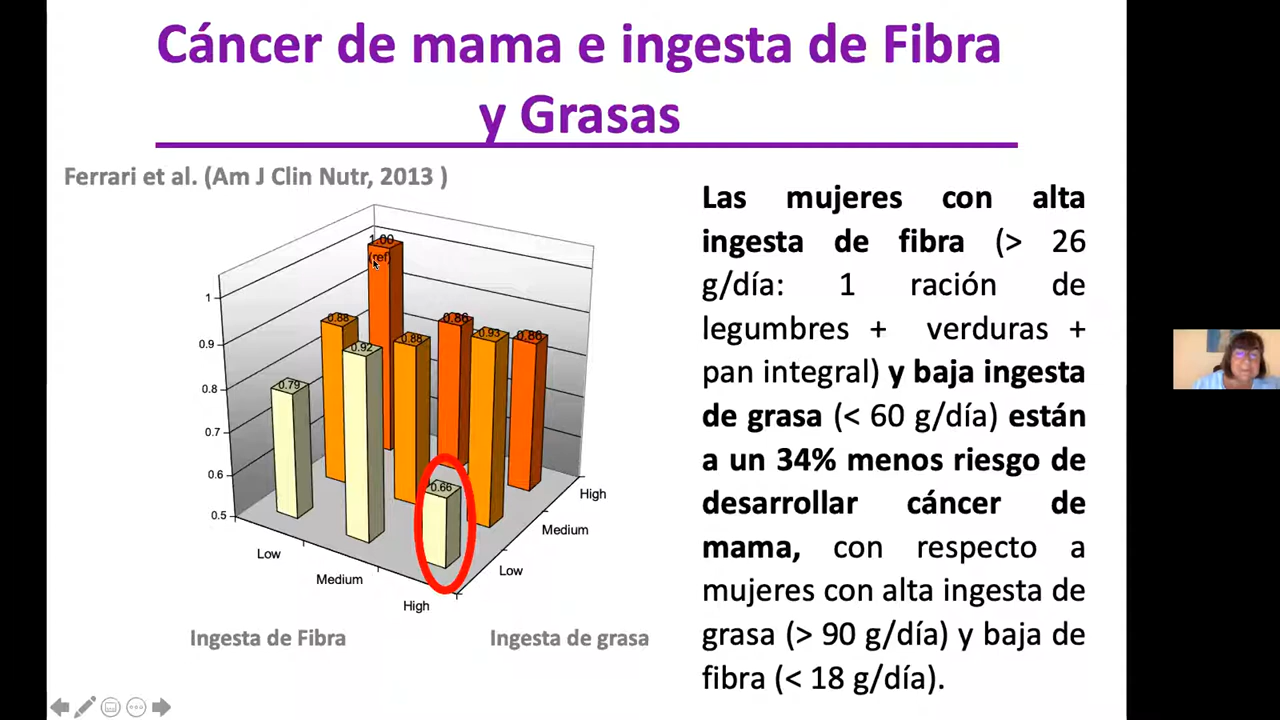 Cáncer de mama e ingesta de Fibra
y Grasas
Ferrari et al. (Am J Clin Nutr, 2013 )
1.00
(ref)
0.88
0.86
0.92
0.88
0.93
0.86
0.79
0.66
1
0.9
0.8
0.7
0.6
0.5
Low
Medium
High
High
Medium
Low
Ingesta de Fibra
Ingesta de grasa
Las mujeres con alta
ingesta de fibra (> 26
g/día: 1 ración de
legumbres + verduras +
pan integral) y baja ingesta
de grasa (< 60 g/día) están
a un 34% menos riesgo de
desarrollar cáncer de
mama, con respecto a
mujeres con alta ingesta de
grasa (> 90 g/día) y baja de
fibra (< 18 g/día).